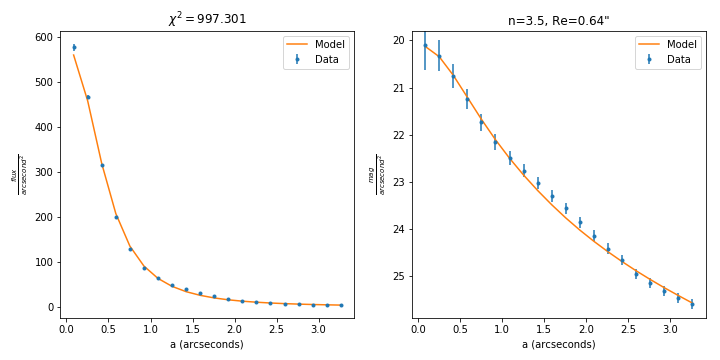 χ² = 997.301
600
500
400
300
200
100
0
flux
arcsecond²
0.0 0.5 1.0 1.5 2.0 2.5 3.0
a (arcseconds)
Model
Data
n=3.5, Re=0.64"
20
21
22
23
24
25
mag
arcsecond²
0.0 0.5 1.0 1.5 2.0 2.5 3.0
a (arcseconds)
Model
Data